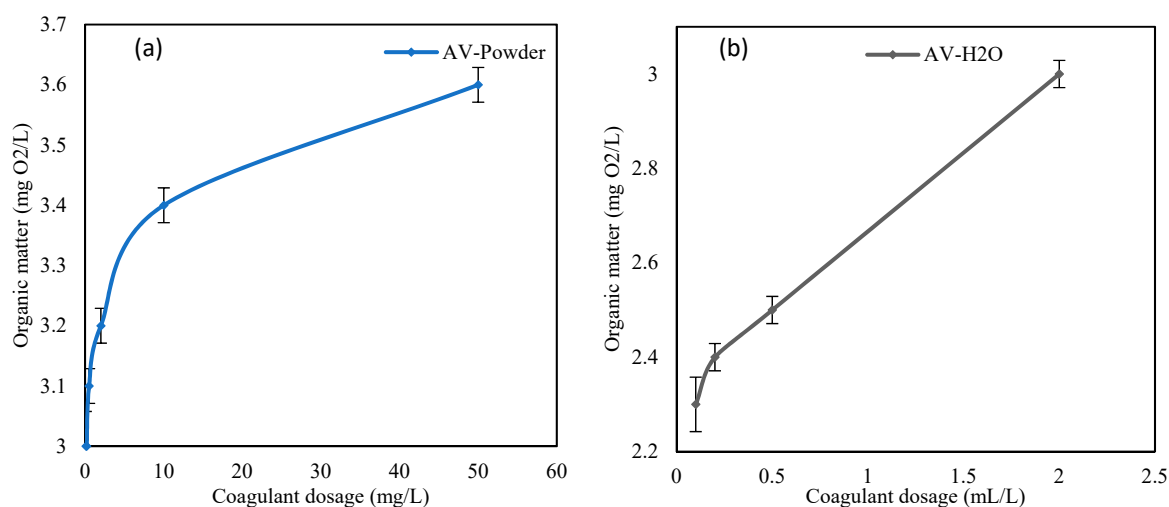 (a)
AV-Powder
Organic matter (mg O2/L)
3.7
3.6
3.5
3.4
3.3
3.2
3.1
3
0 10 20 30 40 50 60
Coagulant dosage (mg/L)
(b)
AV-H2O
Organic matter (mg O2/L)
3
2.8
2.6
2.4
2.2
0 0.5 1 1.5 2 2.5
Coagulant dosage (mL/L)